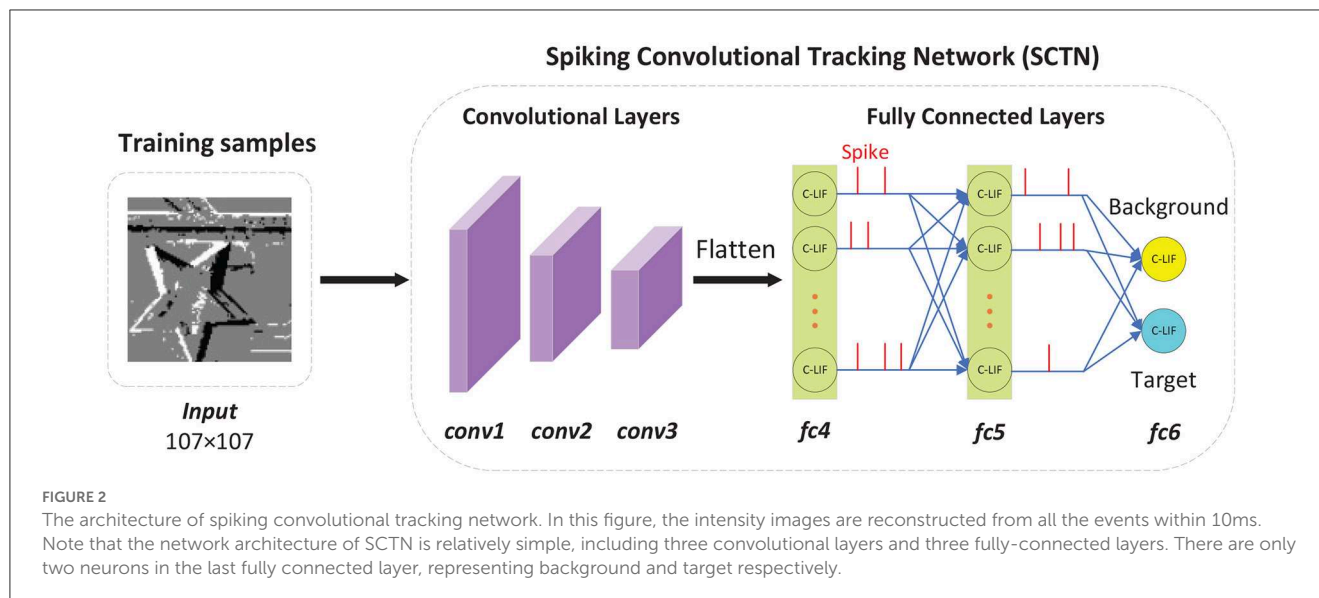 Spiking Convolutional Tracking Network (SCTN)
Training samples
Convolutional Layers
Fully Connected Layers
Spike
C-LIF
C-LIF
C-LIF
C-LIF
C-LIF
C-LIF
Background
C-LIF
C-LIF
Target
Flatten
Input
107×107
conv1
conv2
conv3
fc4
fc5
fc6
FIGURE 2
The architecture of spiking convolutional tracking network. In this figure, the intensity images are reconstructed from all the events within 10ms.
Note that the network architecture of SCTN is relatively simple, including three convolutional layers and three fully-connected layers. There are only
two neurons in the last fully connected layer, representing background and target respectively.